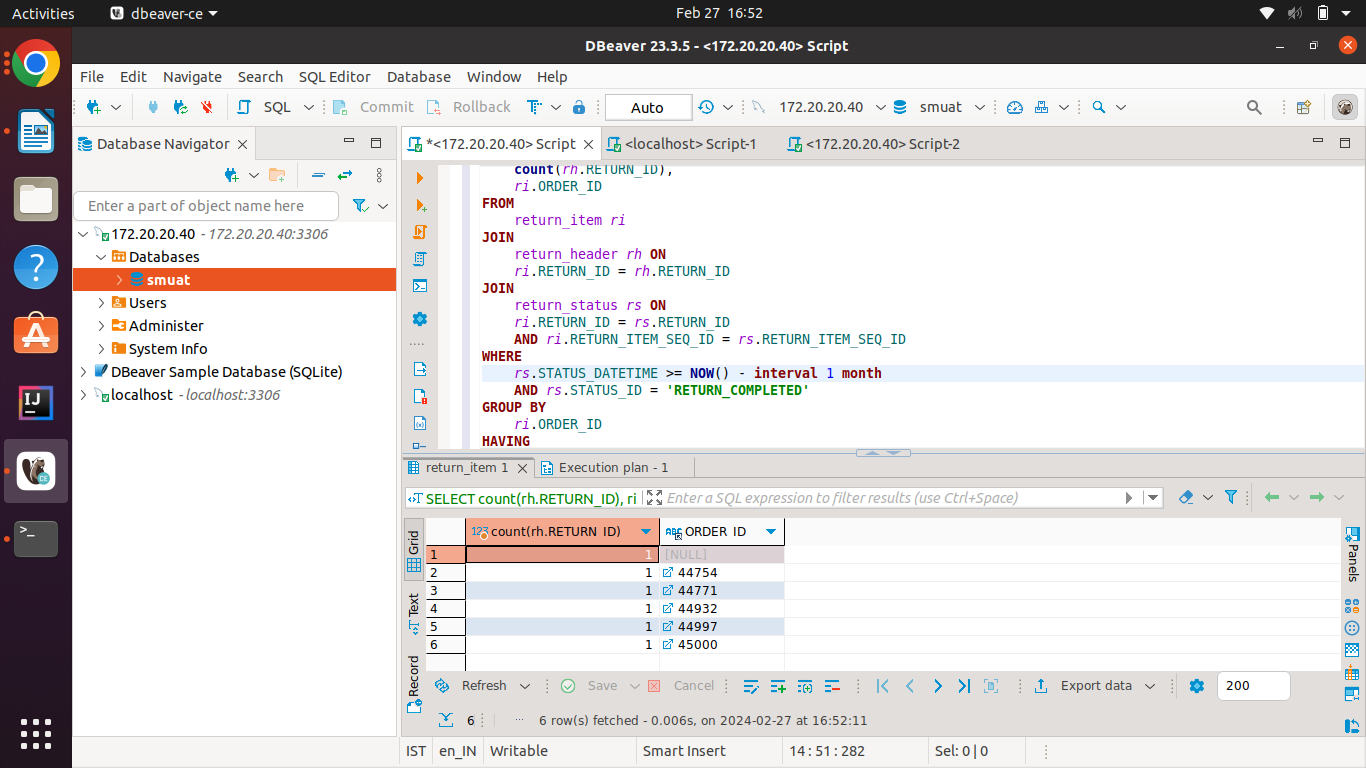 Activities dbeaver-ce Feb 27 16:52
DBeaver 23.3.5 - <172.20.20.40> Script
File Edit Navigate Search SQL Editor Database Window Help
SQL Commit Rollback Auto 172.20.20.40 smuat
Database Navigator
Enter a part of object name here
172.20.20.40 - 172.20.20.40:3306
Databases
smuat
Users
Administer
System Info
DBeaver Sample Database (SQLite)
localhost - localhost:3306
*<172.20.20.40> Script <localhost> Script-1 <172.20.20.40> Script-2
count(rh.RETURN_ID),
ri.ORDER_ID
FROM
return_item ri
JOIN
return_header rh ON
ri.RETURN_ID = rh.RETURN_ID
JOIN
return_status rs ON
ri.RETURN_ID = rs.RETURN_ID
AND ri.RETURN_ITEM_SEQ_ID = rs.RETURN_ITEM_SEQ_ID
WHERE
rs.STATUS_DATETIME >= NOW() - interval 1 month
AND rs.STATUS_ID = 'RETURN_COMPLETED'
GROUP BY
ri.ORDER_ID
HAVING
return_item 1 Execution plan - 1
SELECT count(rh.RETURN_ID), ri Enter a SQL expression to filter results (use Ctrl+Space)
Grid
Text
Record
123 count(rh.RETURN_ID) ABC ORDER_ID
1 1 [NULL]
2 1 44754
3 1 44771
4 1 44932
5 1 44997
6 1 45000
Panels
Refresh Save Cancel Export data 200
6 ... 6 row(s) fetched - 0.006s, on 2024-02-27 at 16:52:11
IST en_IN Writable Smart Insert 14 : 51 : 282 Sel: 0 | 0